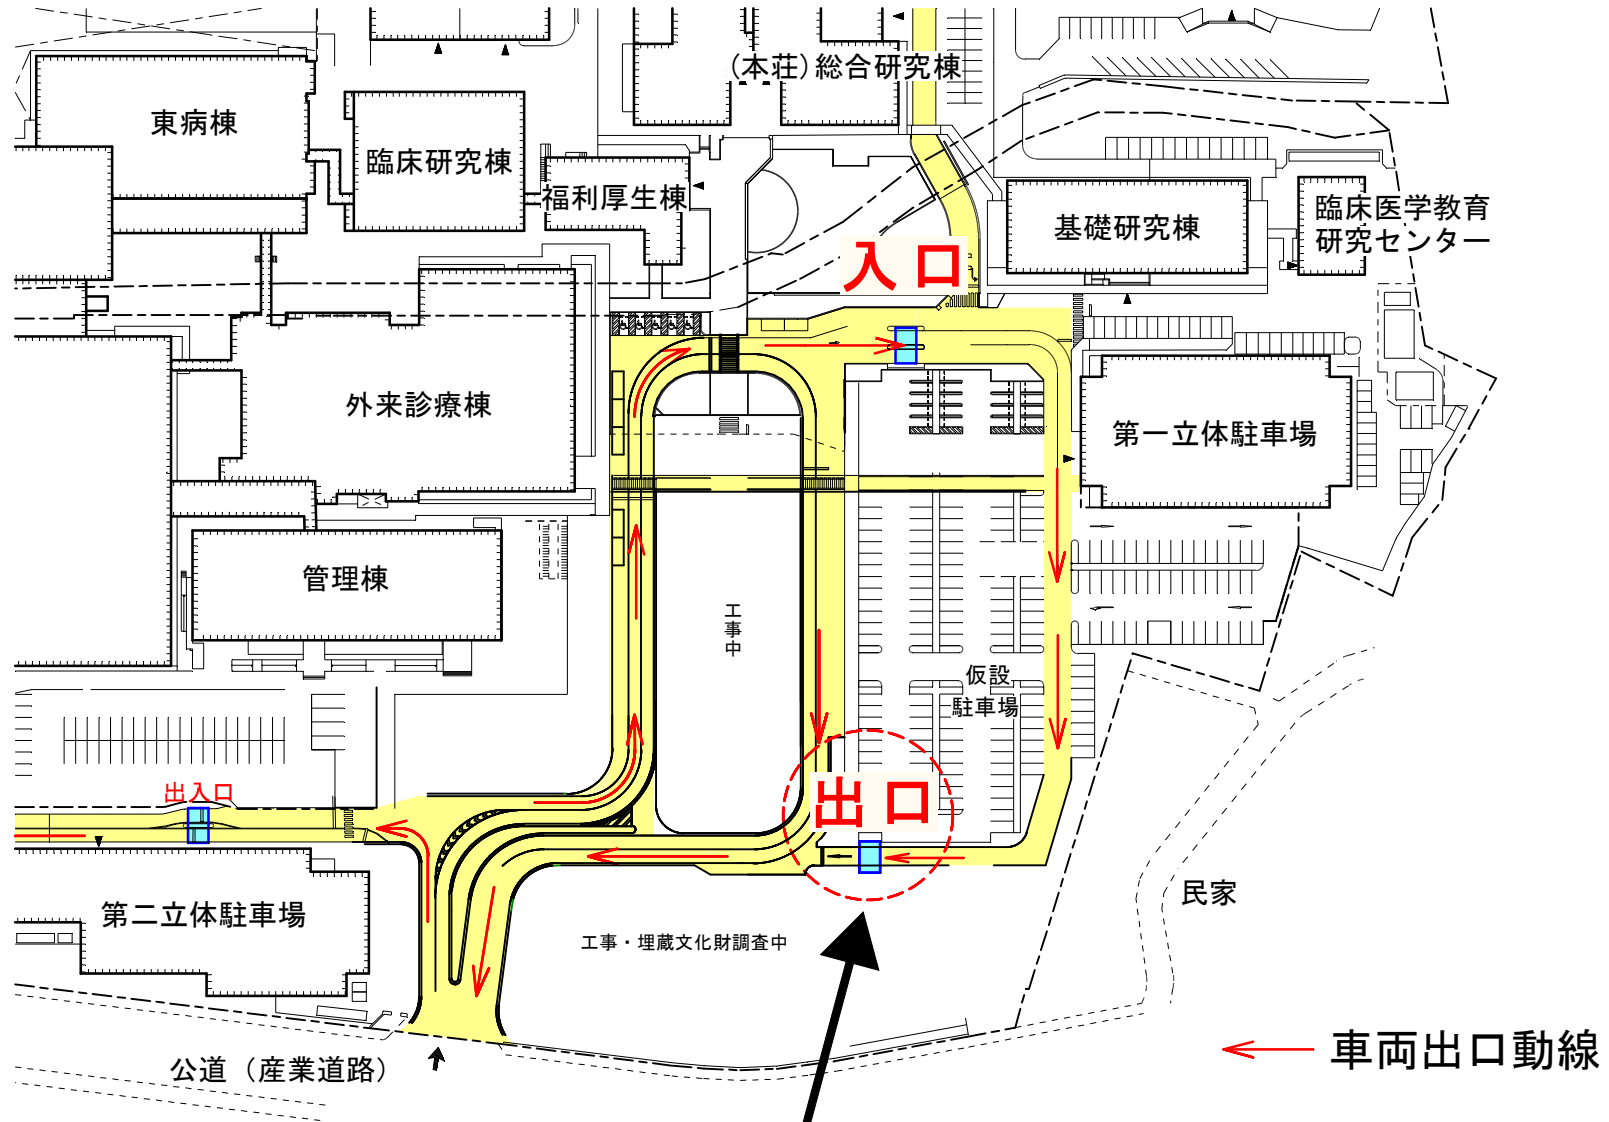 (本荘)総合研究棟
東病棟
臨床研究棟
福利厚生棟
基礎研究棟
臨床医学教育
研究センター
入口
外来診療棟
第一立体駐車場
管理棟
工事中
仮設
駐車場
出入口
出口
民家
第二立体駐車場
工事・埋蔵文化財調査中
公道（産業道路）
車両出口動線